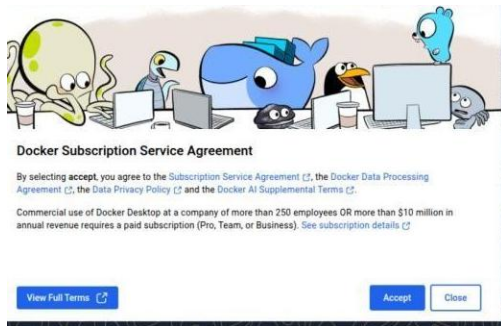 Docker Subscription Service Agreement
By selecting accept, you agree to the Subscription Service Agreement, the Docker Data Processing
Agreement, the Data Privacy Policy and the Docker AI Supplemental Terms.
Commercial use of Docker Desktop at a company of more than 250 employees OR more than $10 million in
annual revenue requires a paid subscription (Pro, Team, or Business). See subscription details
View Full Terms
Accept
Close